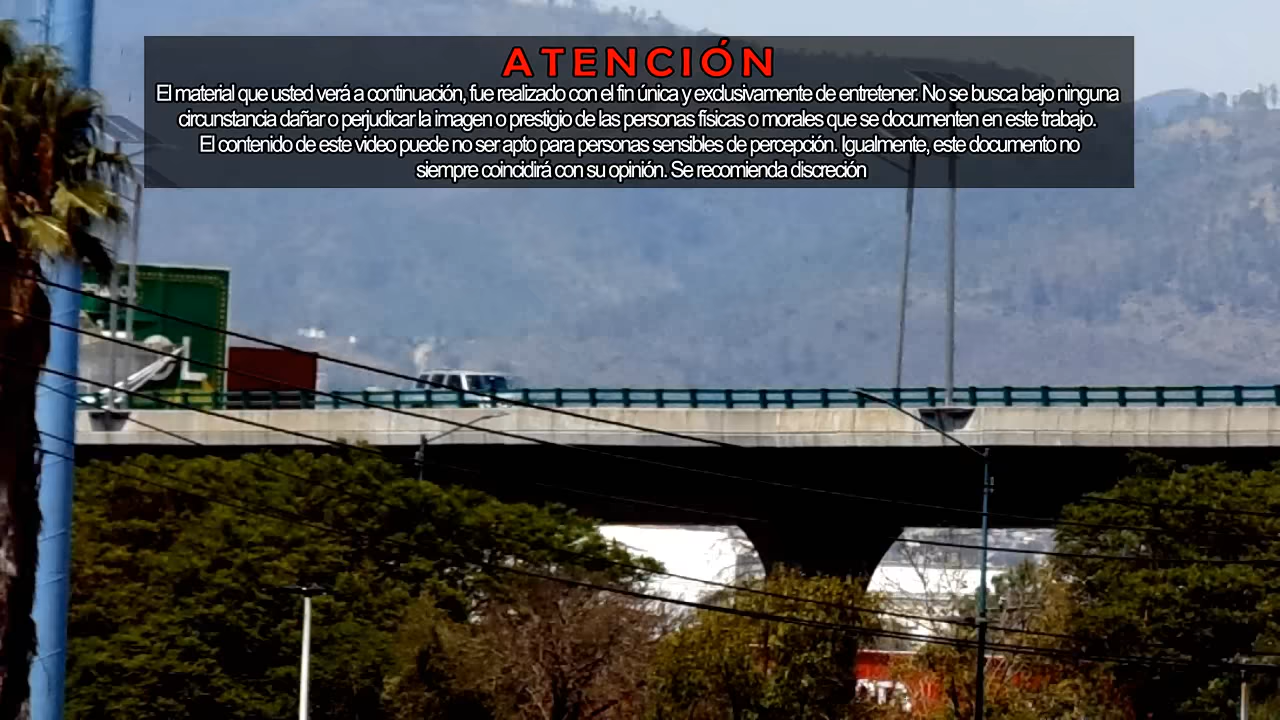 ATENCIÓN
El material que usted verá a continuación, fue realizado con el fin única y exclusivamente de entretener. No se busca bajo ninguna
circunstancia dañar o perjudicar la imagen o prestigio de las personas físicas o morales que se documenten en este trabajo.
El contenido de este video puede no ser apto para personas sensibles de percepción. Igualmente, este documento no
siempre coincidirá con su opinión. Se recomienda discreción
OL